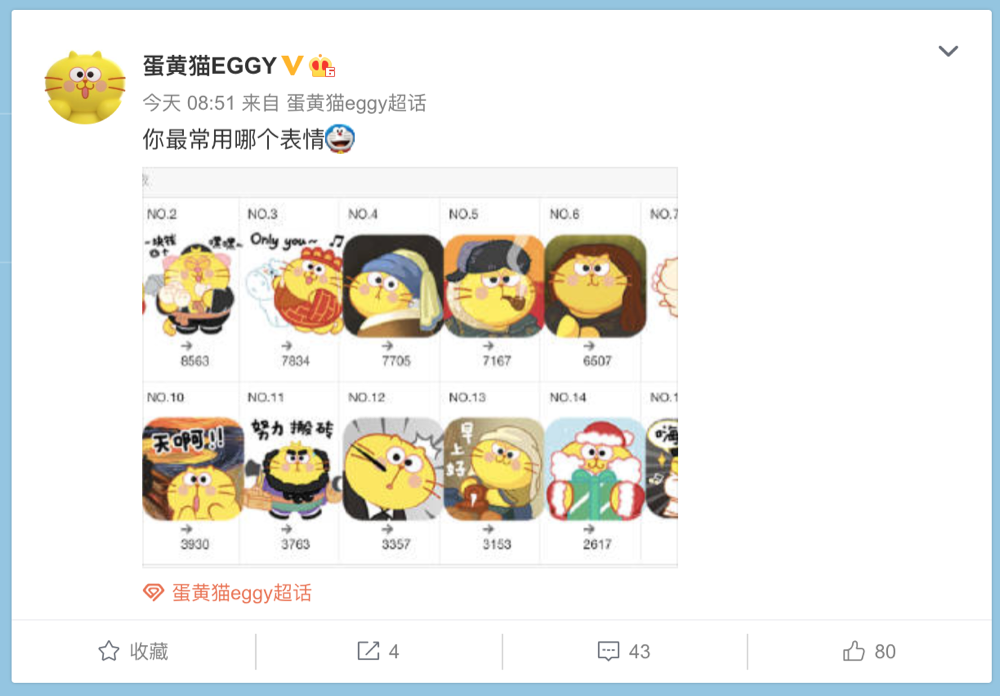 蛋黄猫EGGY
今天 08:51 来自 蛋黄猫eggy超话
你最常用哪个表情
NO.2 NO.3 NO.4 NO.5 NO.6 NO.7
一块钱 嘿嘿~ Only you~
8563 7834 7705 7167 6507
NO.10 NO.11 NO.12 NO.13 NO.14 NO.1
天啊!! 努力搬砖 早上好 嗨
3930 3763 3357 3153 2617
蛋黄猫eggy超话
收藏 4 43 80